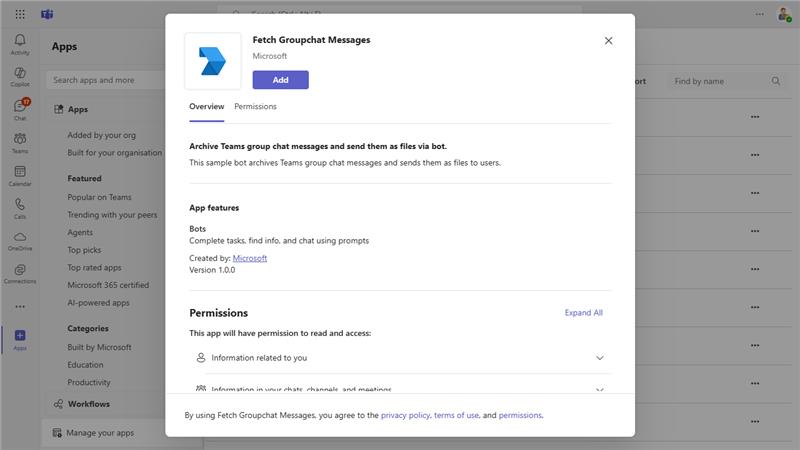 Search (Ctrl+Alt+E)
Activity
Copilot
17
Chat
Teams
Calendar
Calls
OneDrive
Connections
Apps
Apps
Search apps and more
Apps
Added by your org
Built for your organisation
Featured
Popular on Teams
Trending with your peers
Agents
Top picks
Top rated apps
Microsoft 365 certified
AI-powered apps
Categories
Built by Microsoft
Education
Productivity
Workflows
Manage your apps
Find by name
Fetch Groupchat Messages
Microsoft
Add
Overview
Permissions
Archive Teams group chat messages and send them as files via bot.
This sample bot archives Teams group chat messages and sends them as files to users.
App features
Bots
Complete tasks, find info, and chat using prompts
Created by: Microsoft
Version 1.0.0
Permissions
Expand All
This app will have permission to read and access:
Information related to you
Information in your chats, channels, and meetings
By using Fetch Groupchat Messages, you agree to the privacy policy, terms of use, and permissions.